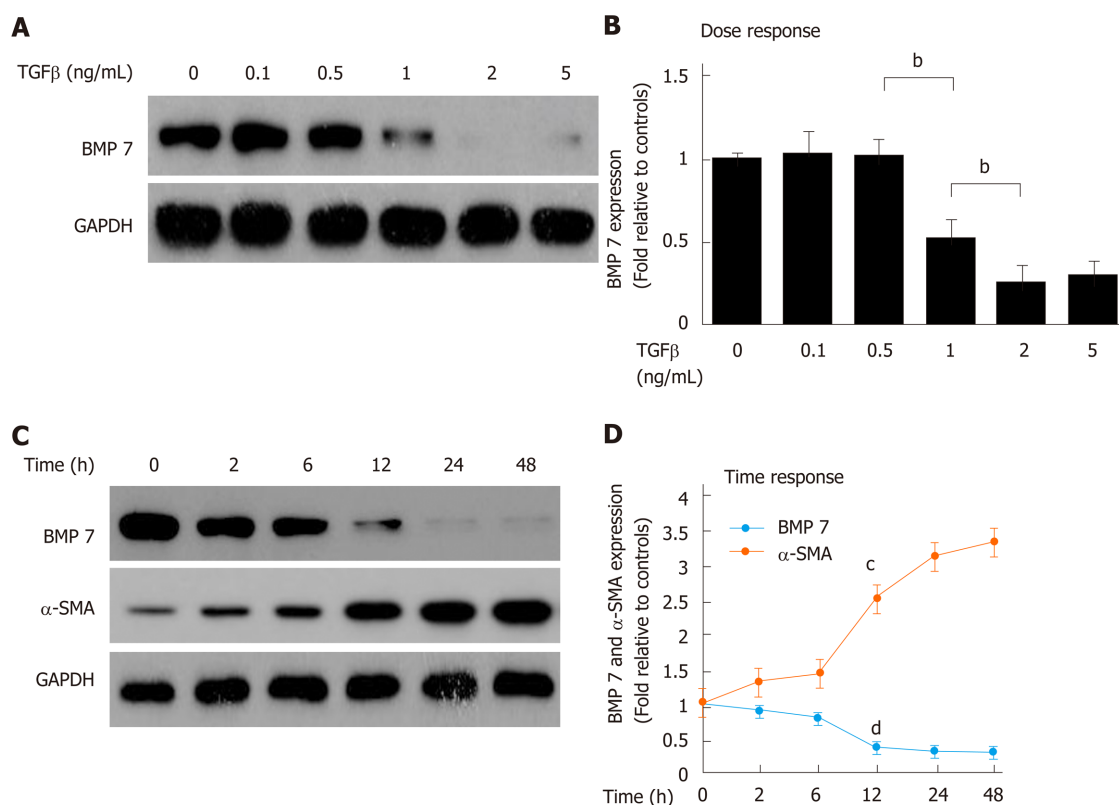 A
TGFβ (ng/mL) 0 0.1 0.5 1 2 5
BMP 7
GAPDH
B
Dose response
BMP 7 expresson
(Fold relative to controls)
1.5
1
0.5
0
b
b
TGFβ 0 0.1 0.5 1 2 5
(ng/mL)
C
Time (h) 0 2 6 12 24 48
BMP 7
α-SMA
GAPDH
D
Time response
BMP 7
α-SMA
BMP 7 and α-SMA expression
(Fold relative to controls)
4
3.5
3
2.5
2
1.5
1
0.5
0
c
d
Time (h) 0 2 6 12 24 48